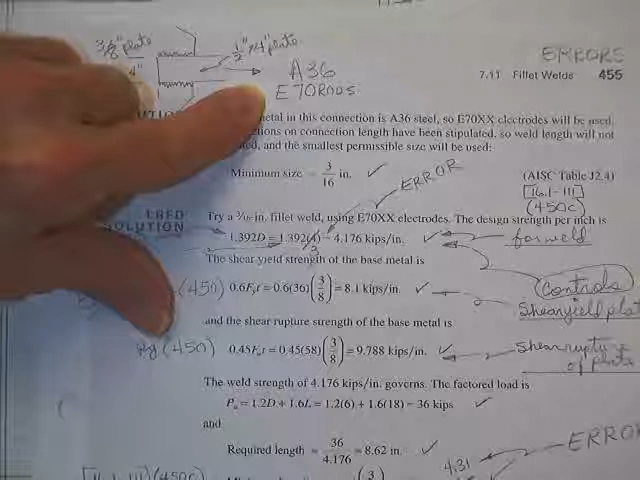 ERRORS
3/8" plate
1/2" x 4" plate
4"
A36
7.11 Fillet Welds 455
E70RODS
metal in this connection is A36 steel, so E70XX electrodes will be used.
tions on connection length have been stipulated, so weld length will not
ed, and the smallest permissible size will be used:
Minimum size = 3/16 in.
ERROR
(AISC Table J2.4)
[16.1-111]
(450c)
LRFD
SOLUTION
Try a 3/16-in. fillet weld, using E70XX electrodes. The design strength per inch is
1.392D = 1.392(4) = 4.176 kips/in.
for weld
3
The shear yield strength of the base metal is
Controls
(450) 0.6Fyt = 0.6(36)(3/8) = 8.1 kips/in.
Shear yield plat
and the shear rupture strength of the base metal is
(450) 0.45Fut = 0.45(58)(3/8) = 9.788 kips/in.
Shear rupture
of plate
The weld strength of 4.176 kips/in. governs. The factored load is
Pu = 1.2D + 1.6L = 1.2(6) + 1.6(18) = 36 kips
and
ERROR
Required length = 36/4.176 = 8.62 in.
4.31
[16.1-111](450c)